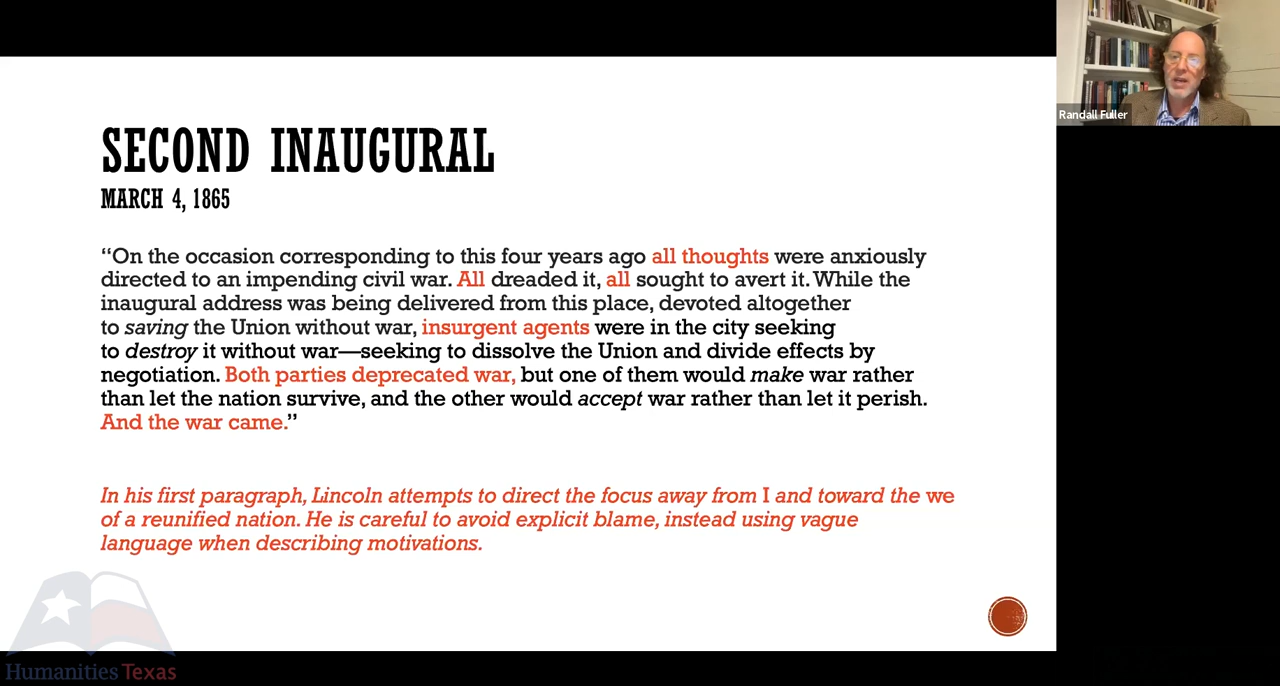 SECOND INAUGURAL
MARCH 4, 1865
“On the occasion corresponding to this four years ago all thoughts were anxiously
directed to an impending civil war. All dreaded it, all sought to avert it. While the
inaugural address was being delivered from this place, devoted altogether
to saving the Union without war, insurgent agents were in the city seeking
to destroy it without war—seeking to dissolve the Union and divide effects by
negotiation. Both parties deprecated war, but one of them would make war rather
than let the nation survive, and the other would accept war rather than let it perish.
And the war came.”
In his first paragraph, Lincoln attempts to direct the focus away from I and toward the we
of a reunified nation. He is careful to avoid explicit blame, instead using vague
language when describing motivations.
Randall Fuller
Humanities Texas